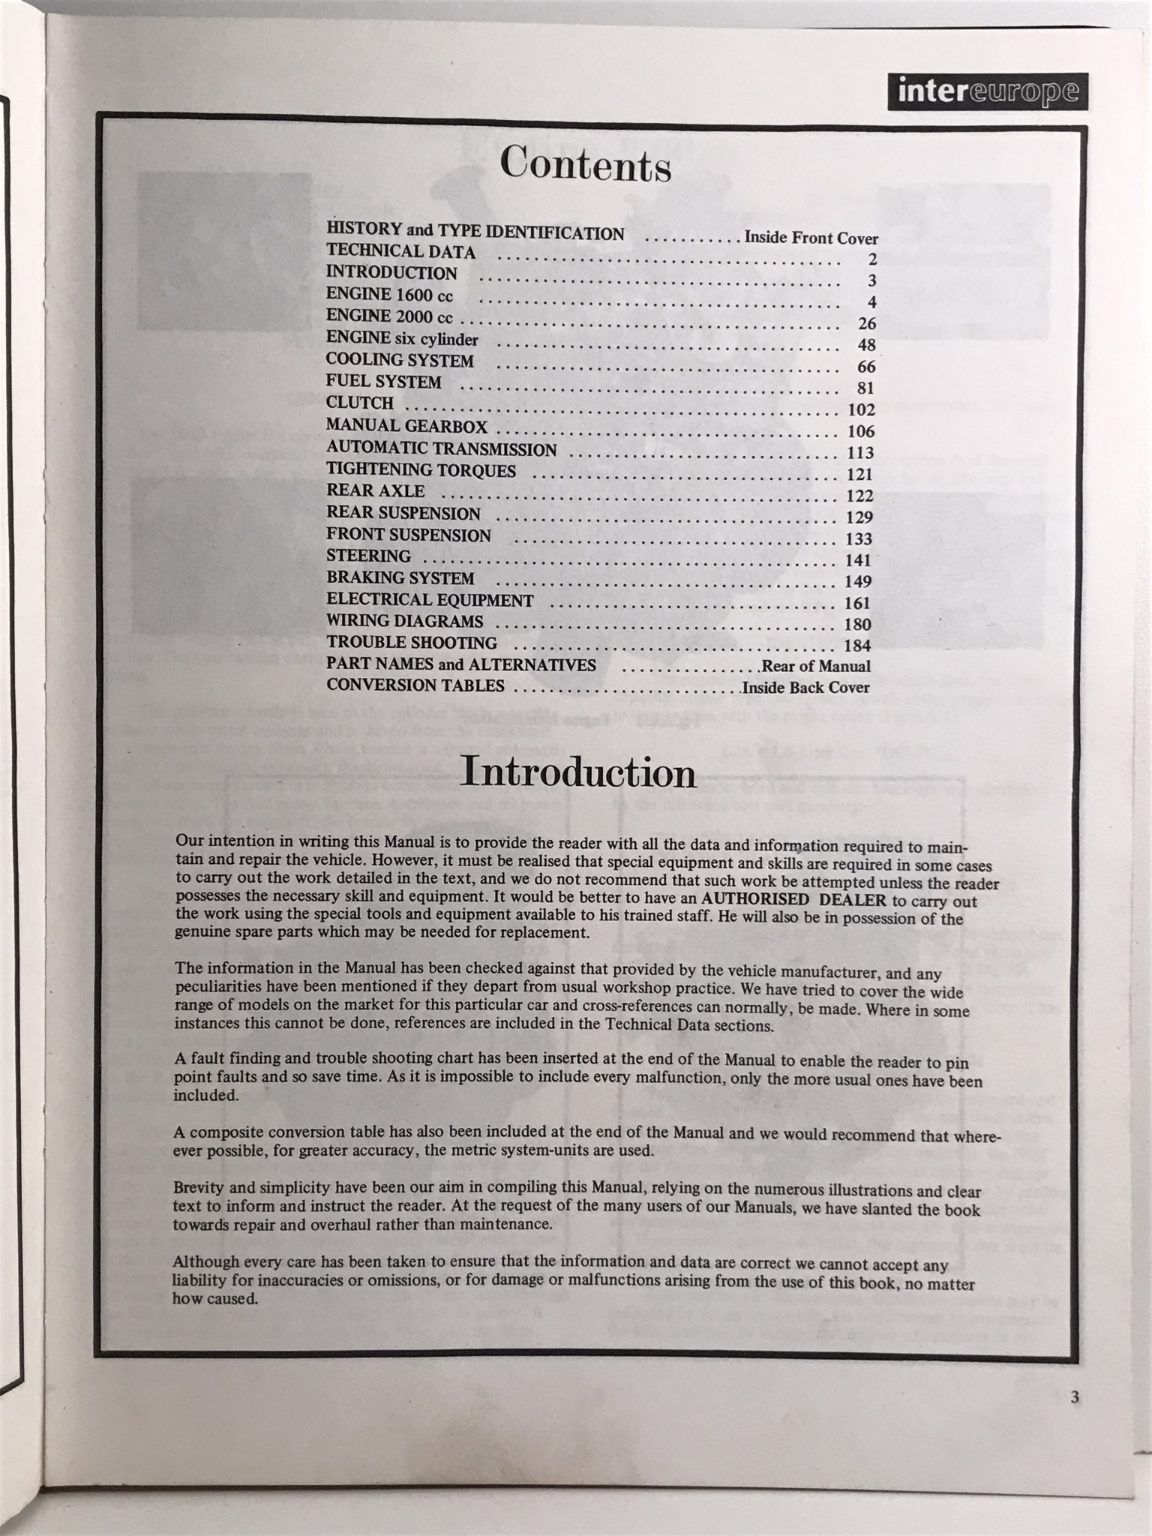 intereurope
Contents
HISTORY and TYPE IDENTIFICATION ........... Inside Front Cover
TECHNICAL DATA ...................................... 2
INTRODUCTION ........................................ 3
ENGINE 1600 cc ........................................ 4
ENGINE 2000 cc .......................................... 26
ENGINE six cylinder ...................................... 48
COOLING SYSTEM ...................................... 66
FUEL SYSTEM .......................................... 81
CLUTCH ................................................ 102
MANUAL GEARBOX ...................................... 106
AUTOMATIC TRANSMISSION .............................. 113
TIGHTENING TORQUES .................................. 121
REAR AXLE ............................................ 122
REAR SUSPENSION ...................................... 129
FRONT SUSPENSION .................................... 133
STEERING .............................................. 141
BRAKING SYSTEM ...................................... 149
ELECTRICAL EQUIPMENT ................................ 161
WIRING DIAGRAMS ...................................... 180
TROUBLE SHOOTING .................................... 184
PART NAMES and ALTERNATIVES ................Rear of Manual
CONVERSION TABLES .........................Inside Back Cover
Introduction
Our intention in writing this Manual is to provide the reader with all the data and information required to main-
tain and repair the vehicle. However, it must be realised that special equipment and skills are required in some cases
to carry out the work detailed in the text, and we do not recommend that such work be attempted unless the reader
possesses the necessary skill and equipment. It would be better to have an AUTHORISED DEALER to carry out
the work using the special tools and equipment available to his trained staff. He will also be in possession of the
genuine spare parts which may be needed for replacement.
The information in the Manual has been checked against that provided by the vehicle manufacturer, and any
peculiarities have been mentioned if they depart from usual workshop practice. We have tried to cover the wide
range of models on the market for this particular car and cross-references can normally, be made. Where in some
instances this cannot be done, references are included in the Technical Data sections.
A fault finding and trouble shooting chart has been inserted at the end of the Manual to enable the reader to pin
point faults and so save time. As it is impossible to include every malfunction, only the more usual ones have been
included.
A composite conversion table has also been included at the end of the Manual and we would recommend that where-
ever possible, for greater accuracy, the metric system-units are used.
Brevity and simplicity have been our aim in compiling this Manual, relying on the numerous illustrations and clear
text to inform and instruct the reader. At the request of the many users of our Manuals, we have slanted the book
towards repair and overhaul rather than maintenance.
Although every care has been taken to ensure that the information and data are correct we cannot accept any
liability for inaccuracies or omissions, or for damage or malfunctions arising from the use of this book, no matter
how caused.
3